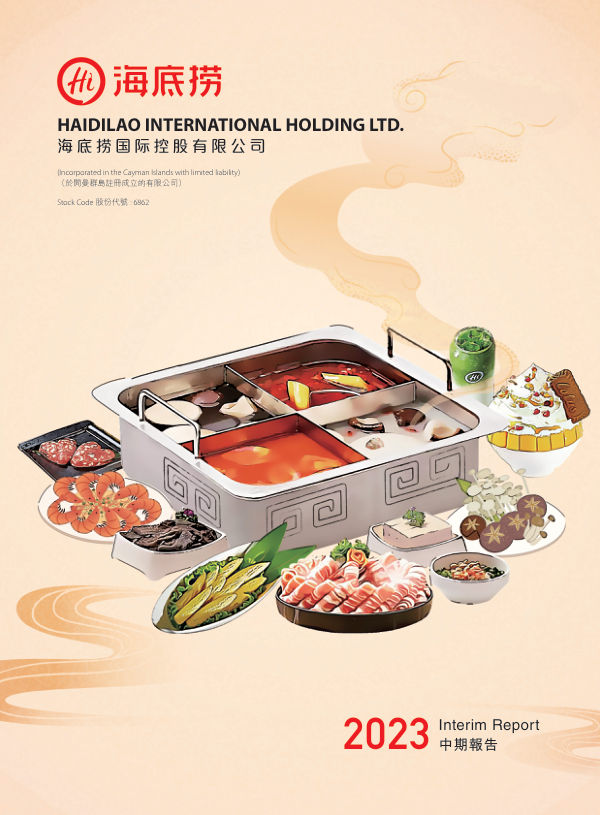 Hi 海底捞
HAIDILAO INTERNATIONAL HOLDING LTD.
海底捞国际控股有限公司
(Incorporated in the Cayman Islands with limited liability)
（於開曼群島註冊成立的有限公司）
Stock Code 股份代號 : 6862
Hi
2023 Interim Report
中期報告